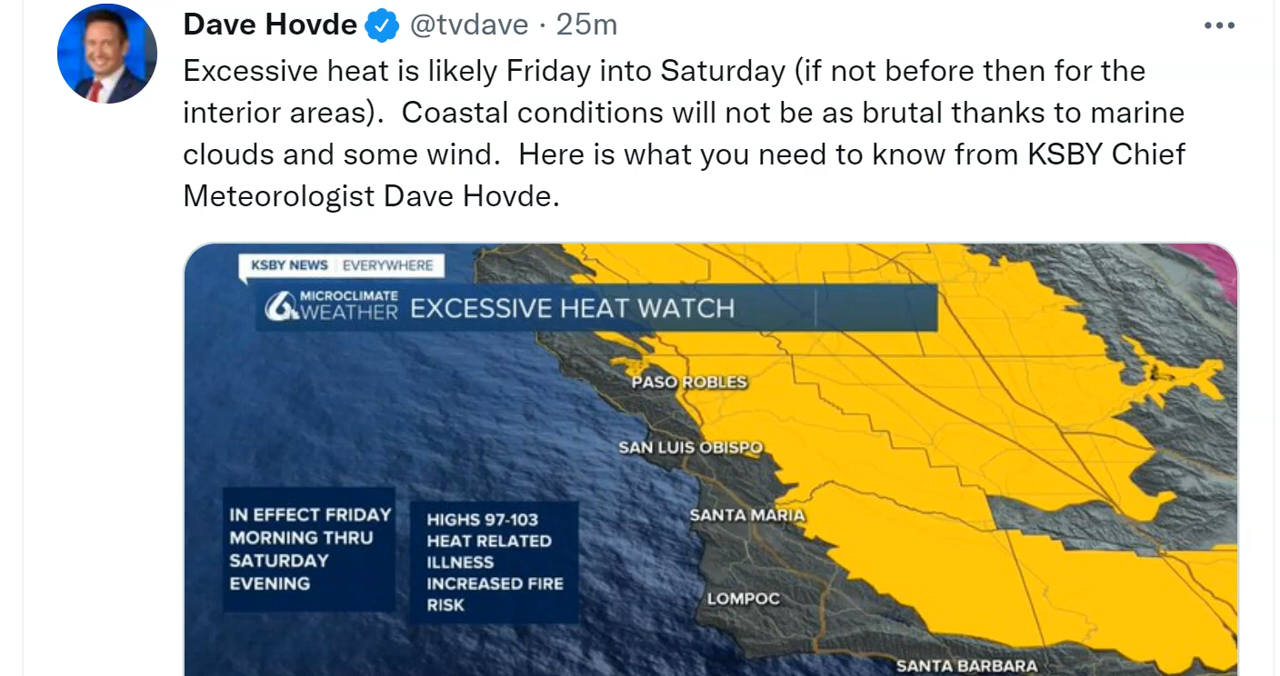 Dave Hovde @tvdave · 25m
Excessive heat is likely Friday into Saturday (if not before then for the
interior areas).  Coastal conditions will not be as brutal thanks to marine
clouds and some wind.  Here is what you need to know from KSBY Chief
Meteorologist Dave Hovde.
KSBY NEWS EVERYWHERE
6 MICROCLIMATE
WEATHER
EXCESSIVE HEAT WATCH
PASO ROBLES
SAN LUIS OBISPO
SANTA MARIA
LOMPOC
SANTA BARBARA
IN EFFECT FRIDAY
MORNING THRU
SATURDAY
EVENING
HIGHS 97-103
HEAT RELATED
ILLNESS
INCREASED FIRE
RISK